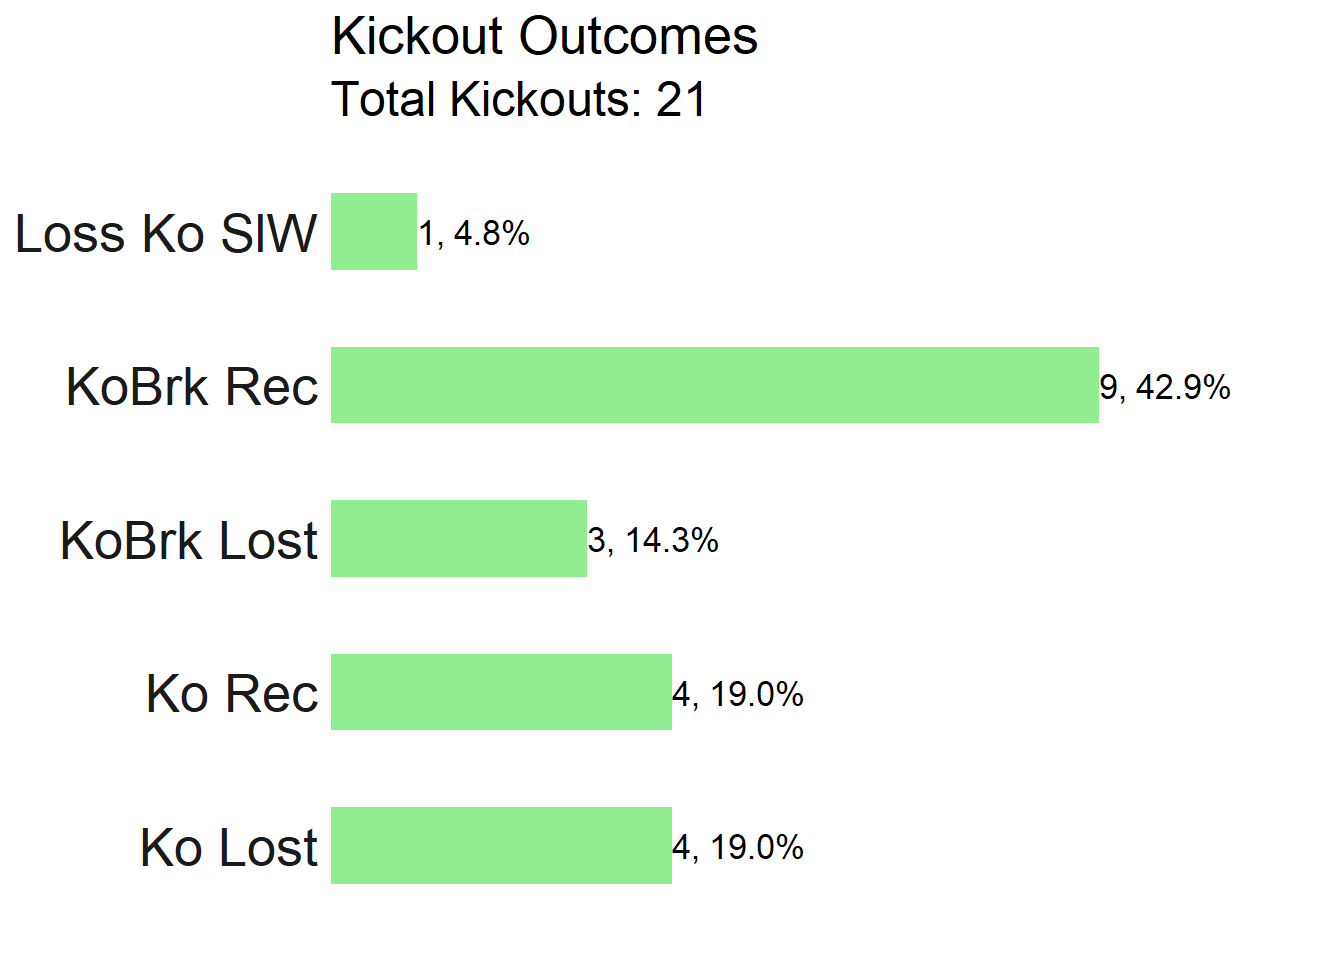 Kickout Outcomes
Total Kickouts: 21
Loss Ko SlW 1, 4.8%
KoBrk Rec 9, 42.9%
KoBrk Lost 3, 14.3%
Ko Rec 4, 19.0%
Ko Lost 4, 19.0%